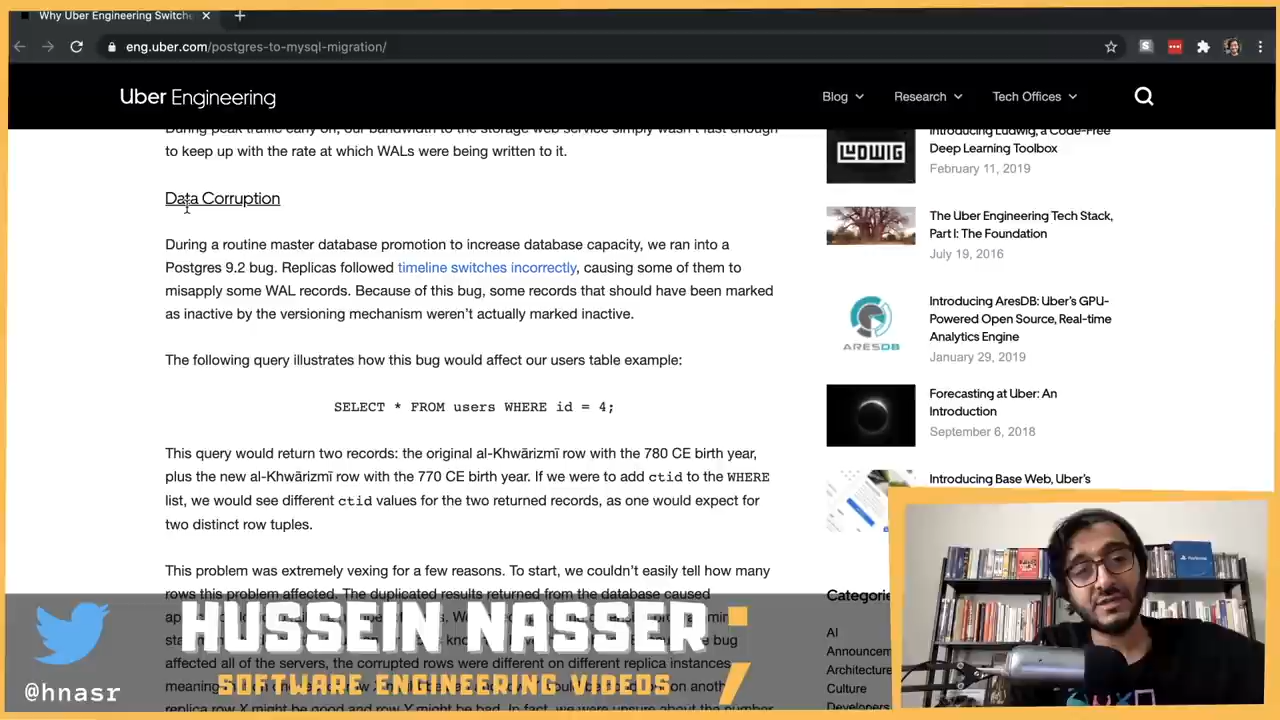 Why Uber Engineering Switche
eng.uber.com/postgres-to-mysql-migration/
Uber Engineering
Blog
Research
Tech Offices
During peak traffic early on, our bandwidth to the storage web service simply wasn't fast enough
to keep up with the rate at which WALs were being written to it.
Data Corruption
During a routine master database promotion to increase database capacity, we ran into a
Postgres 9.2 bug. Replicas followed timeline switches incorrectly, causing some of them to
misapply some WAL records. Because of this bug, some records that should have been marked
as inactive by the versioning mechanism weren't actually marked inactive.
The following query illustrates how this bug would affect our users table example:
SELECT * FROM users WHERE id = 4;
This query would return two records: the original al-Khwārizmī row with the 780 CE birth year,
plus the new al-Khwārizmī row with the 770 CE birth year. If we were to add ctid to the WHERE
list, we would see different ctid values for the two returned records, as one would expect for
two distinct row tuples.
This problem was extremely vexing for a few reasons. To start, we couldn't easily tell how many
rows this problem affected. The duplicated results returned from the database caused
bug
affected all of the servers, the corrupted rows were different on different replica instances
replica row X might be good and row Y might be bad. In fact, we were unsure about the number
LUDWIG
Introducing Ludwig, a Code-Free
Deep Learning Toolbox
February 11, 2019
The Uber Engineering Tech Stack,
Part I: The Foundation
July 19, 2016
ARESDB
Introducing AresDB: Uber's GPU-
Powered Open Source, Real-time
Analytics Engine
January 29, 2019
Forecasting at Uber: An
Introduction
September 6, 2018
Introducing Base Web, Uber's
Categorie
AI
Announcem
Architecture
Culture
Developers
HUSSEIN NASSER
SOFTWARE ENGINEERING VIDEOS
;
@hnasr